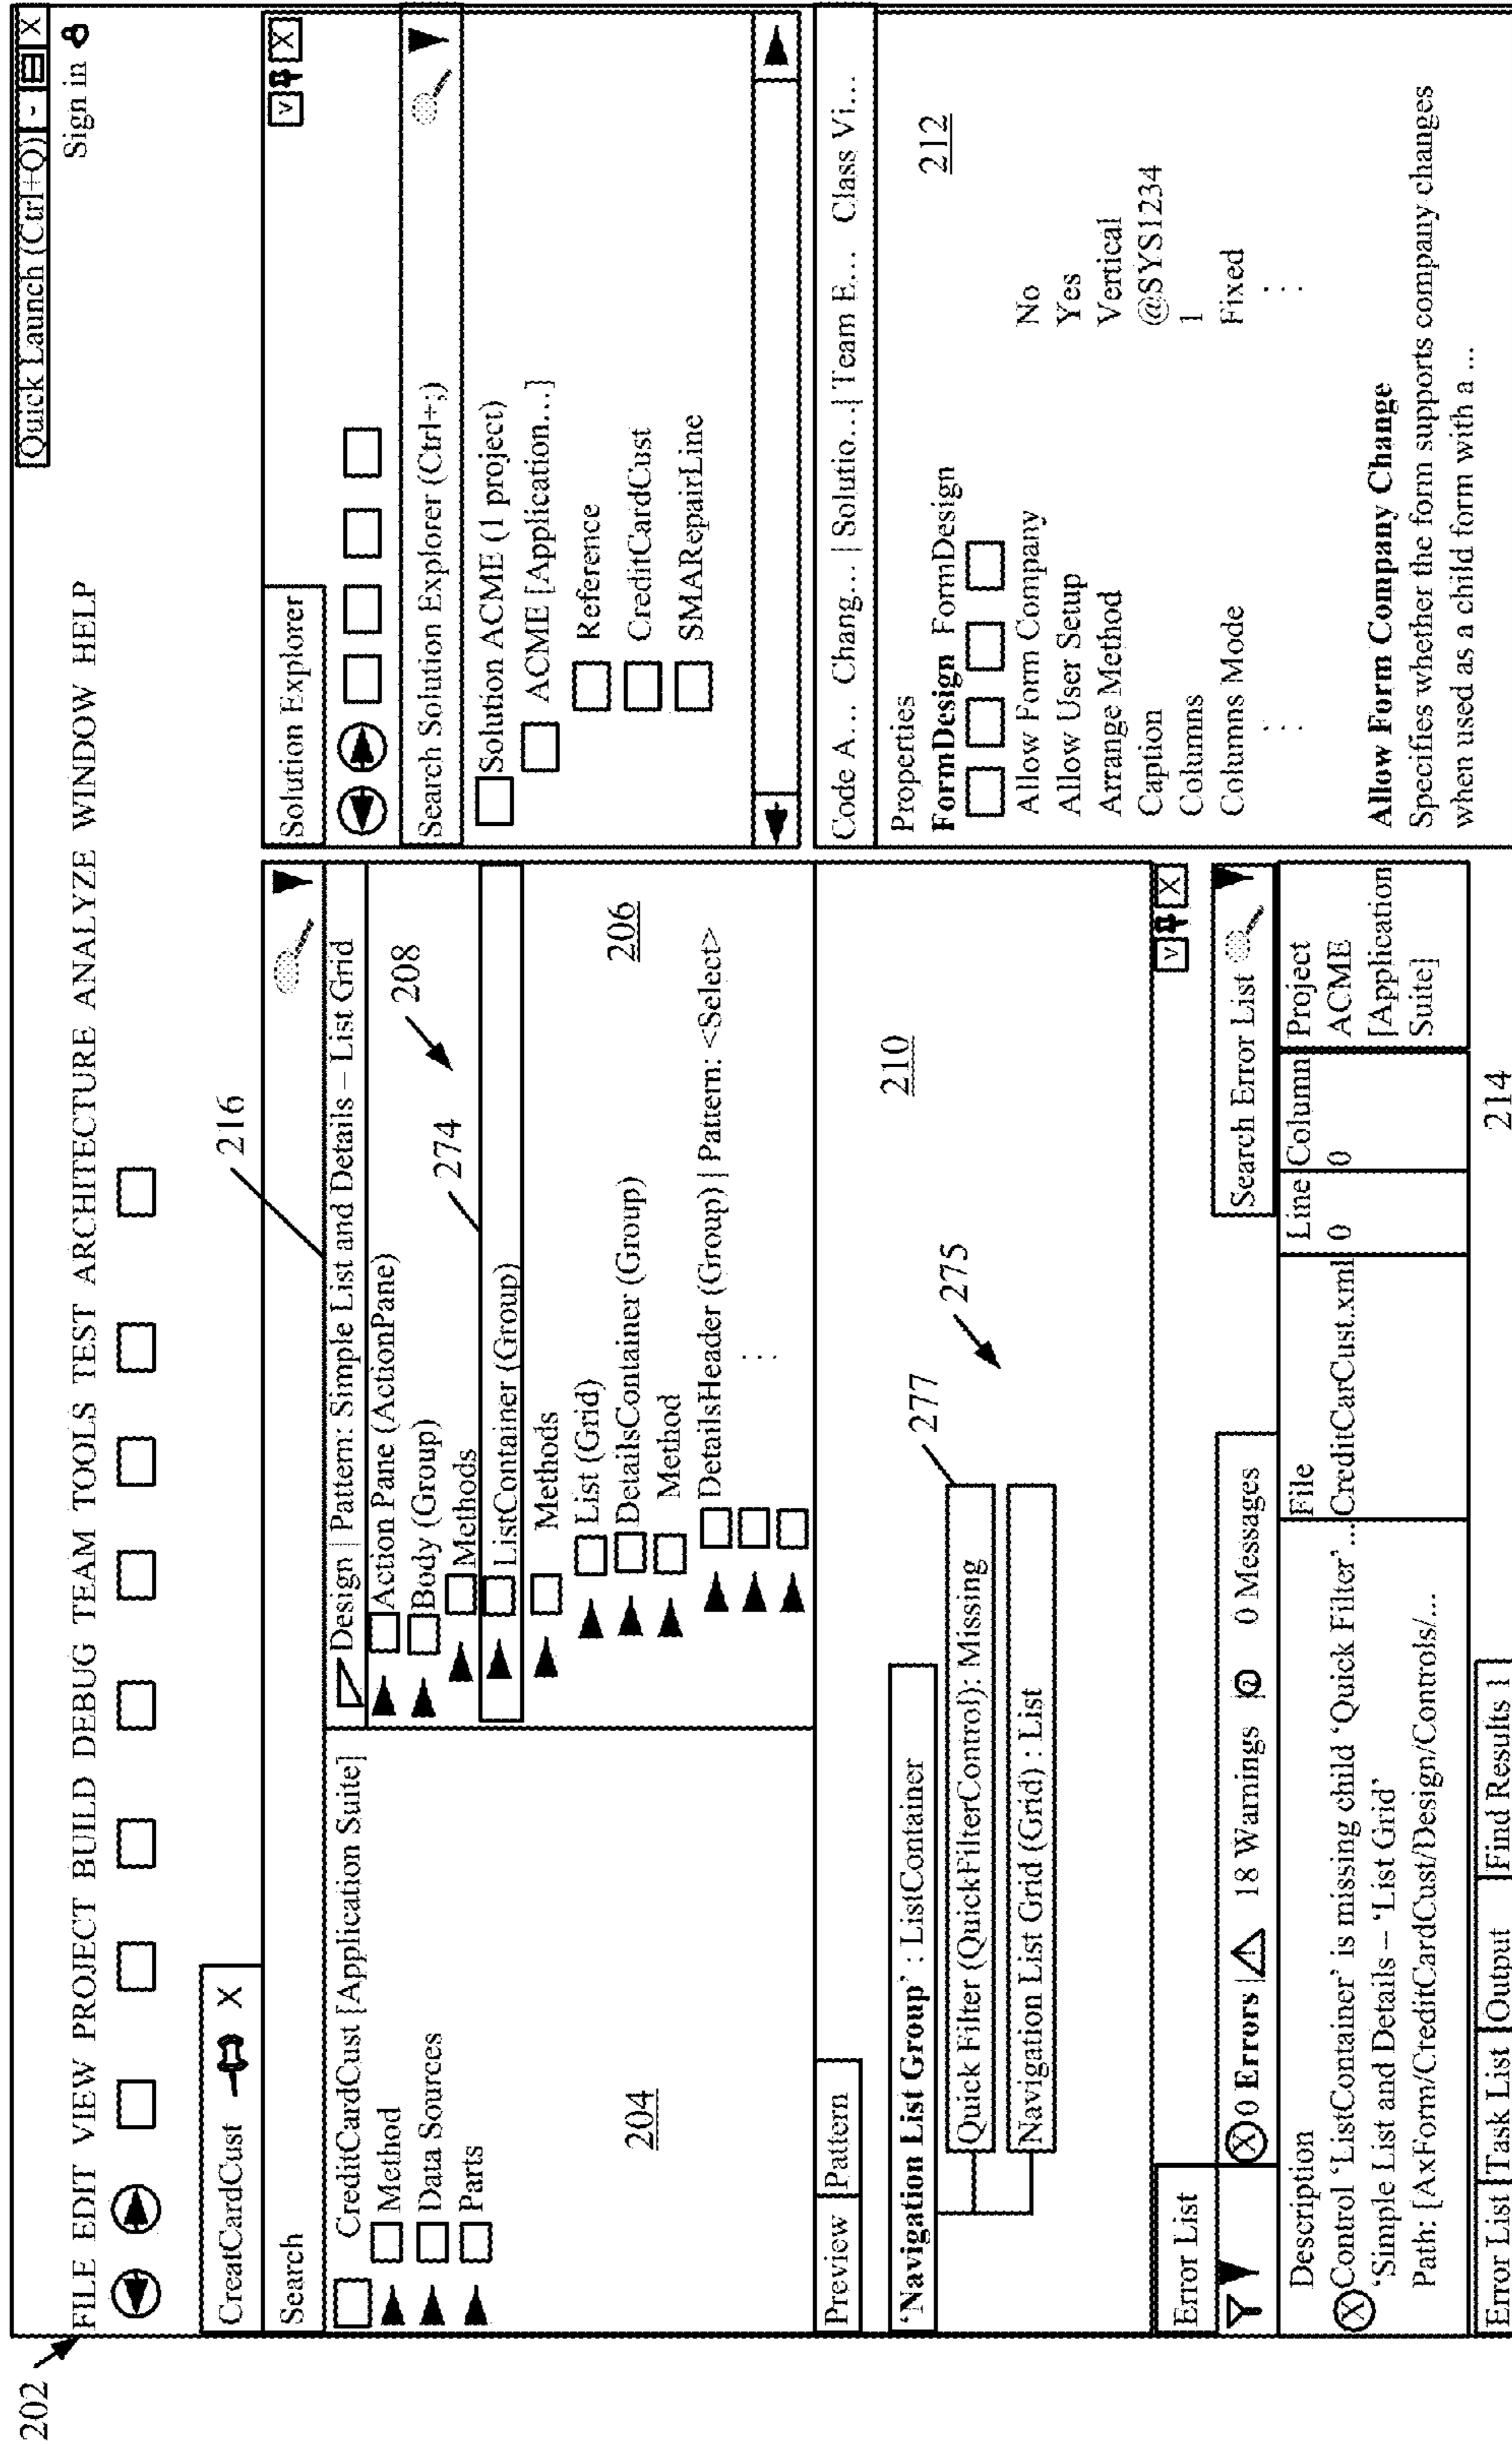 202
[Quick Launch (Ctrl+Q)] - X
FILE EDIT VIEW PROJECT BUILD DEBUG TEAM TOOLS TEST ARCHITECTURE ANALYZE WINDOW HELP
Sign in
CreatCardCust X
216
Search
CreditCardCust [Application Suite]
Method
Data Sources
Parts
204
Design | Pattern: Simple List and Details – List Grid
Action Pane (ActionPane)
Body (Group)
Methods
ListContainer (Group)
Methods
List (Grid)
DetailsContainer (Group)
Method
DetailsHeader (Group) | Pattern: <Select>
274
208
206
Preview Pattern
'Navigation List Group' : ListContainer
Quick Filter (QuickFilterControl): Missing
Navigation List Grid (Grid) : List
277
275
210
Error List
V X
0 Errors | 18 Warnings | 0 Messages
Search Error List
Description File Line Column Project
Control 'ListContainer' is missing child 'Quick Filter'... CreditCarCust.xml 0 0 ACME
'Simple List and Details – 'List Grid' [Application
Path: [AxForm/CreditCardCust/Design/Controls/... Suite]
Error List Task List Output Find Results 1
214
Solution Explorer
V X
Search Solution Explorer (Ctrl+;)
Solution ACME (1 project)
ACME [Application...]
Reference
CreditCardCust
SMARepairLine
Code A... Chang... | Solutio...| Team E... Class Vi...
Properties
212
FormDesign FormDesign
Allow Form Company No
Allow User Setup Yes
Arrange Method Vertical
Caption @SYS1234
Columns 1
Columns Mode Fixed
Allow Form Company Change
Specifies whether the form supports company changes
when used as a child form with a ...